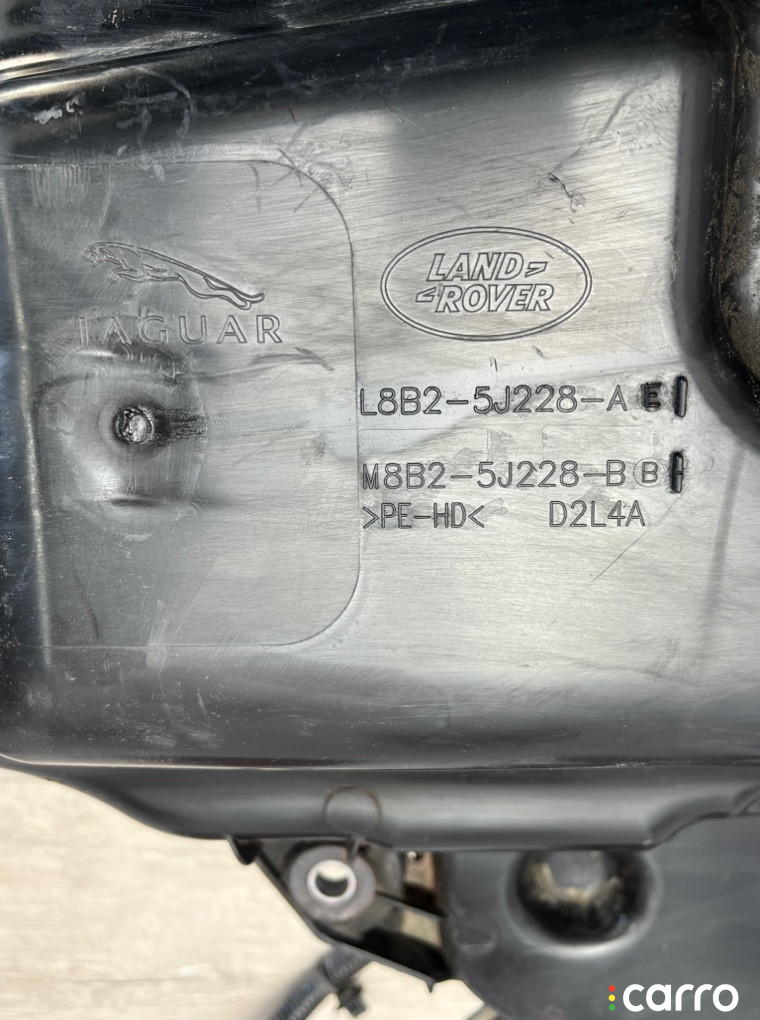 JAGUAR
LAND
ROVER
L8B2-5J228-A E
M8B2-5J228-B B
>PE-HD< D2L4A
carro